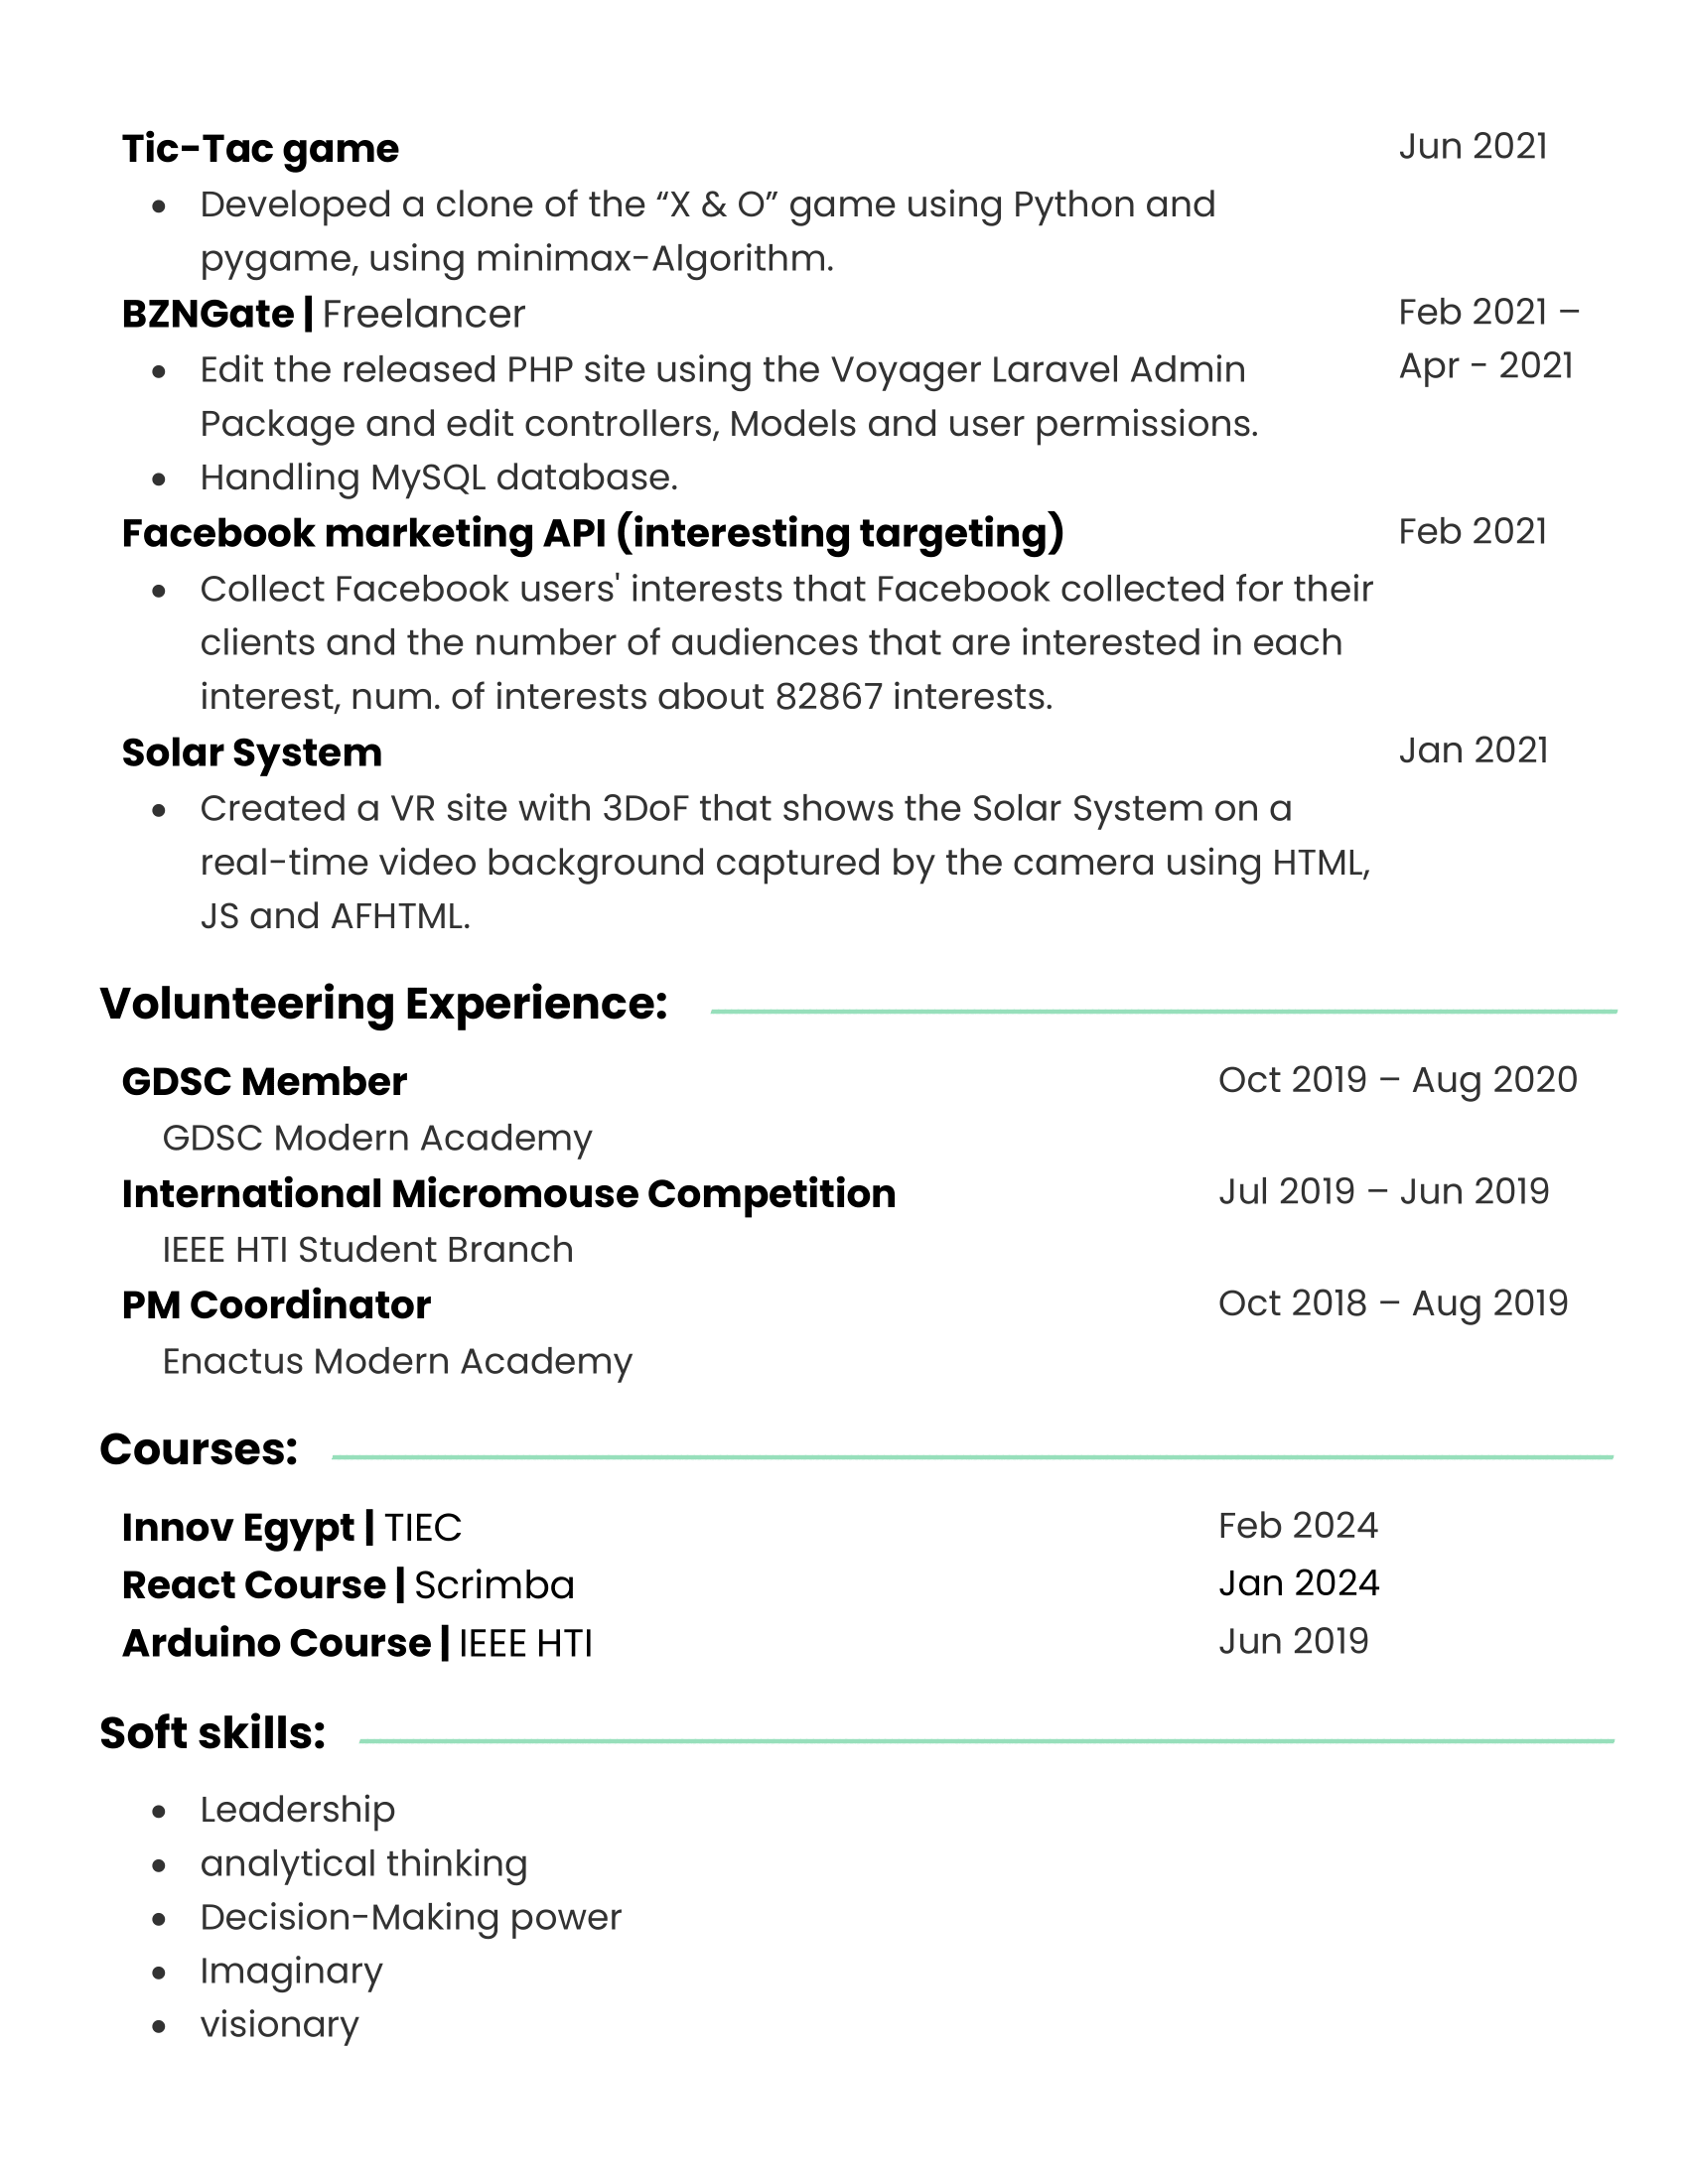 Tic-Tac game Jun 2021
• Developed a clone of the “X & O” game using Python and
pygame, using minimax-Algorithm.
BZNGate | Freelancer Feb 2021 –
• Edit the released PHP site using the Voyager Laravel Admin Apr - 2021
Package and edit controllers, Models and user permissions.
• Handling MySQL database.
Facebook marketing API (interesting targeting) Feb 2021
• Collect Facebook users' interests that Facebook collected for their
clients and the number of audiences that are interested in each
interest, num. of interests about 82867 interests.
Solar System Jan 2021
• Created a VR site with 3DoF that shows the Solar System on a
real-time video background captured by the camera using HTML,
JS and AFHTML.
Volunteering Experience:
GDSC Member Oct 2019 – Aug 2020
GDSC Modern Academy
International Micromouse Competition Jul 2019 – Jun 2019
IEEE HTI Student Branch
PM Coordinator Oct 2018 – Aug 2019
Enactus Modern Academy
Courses:
Innov Egypt | TIEC Feb 2024
React Course | Scrimba Jan 2024
Arduino Course | IEEE HTI Jun 2019
Soft skills:
• Leadership
• analytical thinking
• Decision-Making power
• Imaginary
• visionary